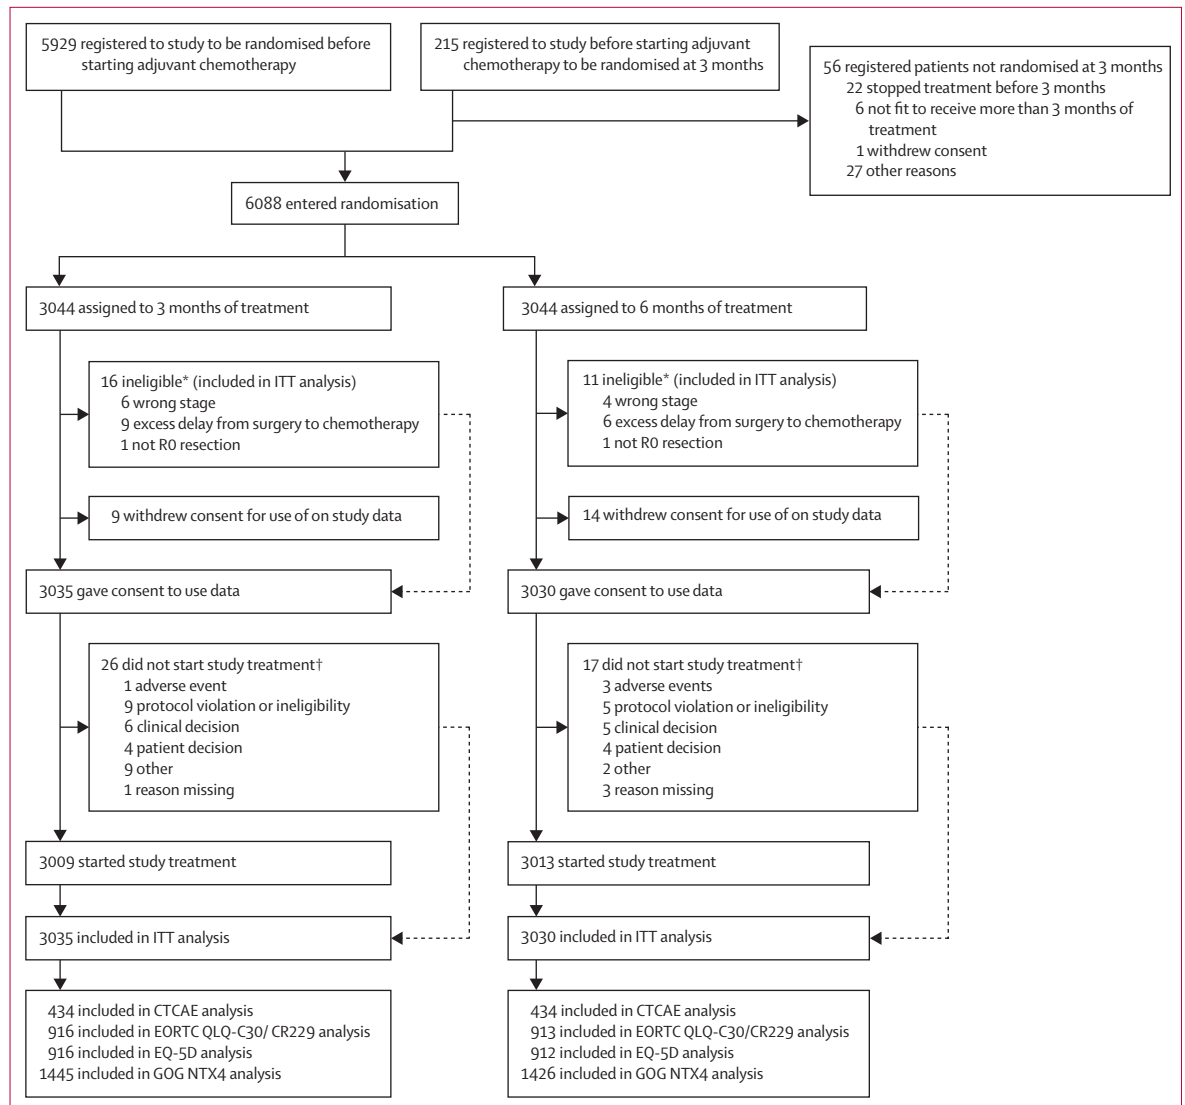 5929 registered to study to be randomised before
starting adjuvant chemotherapy
215 registered to study before starting adjuvant
chemotherapy to be randomised at 3 months
56 registered patients not randomised at 3 months
22 stopped treatment before 3 months
6 not fit to receive more than 3 months of
treatment
1 withdrew consent
27 other reasons
6088 entered randomisation
3044 assigned to 3 months of treatment
3044 assigned to 6 months of treatment
16 ineligible* (included in ITT analysis)
6 wrong stage
9 excess delay from surgery to chemotherapy
1 not R0 resection
11 ineligible* (included in ITT analysis)
4 wrong stage
6 excess delay from surgery to chemotherapy
1 not R0 resection
9 withdrew consent for use of on study data
14 withdrew consent for use of on study data
3035 gave consent to use data
3030 gave consent to use data
26 did not start study treatment†
1 adverse event
9 protocol violation or ineligibility
6 clinical decision
4 patient decision
9 other
1 reason missing
17 did not start study treatment†
3 adverse events
5 protocol violation or ineligibility
5 clinical decision
4 patient decision
2 other
3 reason missing
3009 started study treatment
3013 started study treatment
3035 included in ITT analysis
3030 included in ITT analysis
434 included in CTCAE analysis
916 included in EORTC QLQ-C30/ CR229 analysis
916 included in EQ-5D analysis
1445 included in GOG NTX4 analysis
434 included in CTCAE analysis
913 included in EORTC QLQ-C30/CR229 analysis
912 included in EQ-5D analysis
1426 included in GOG NTX4 analysis